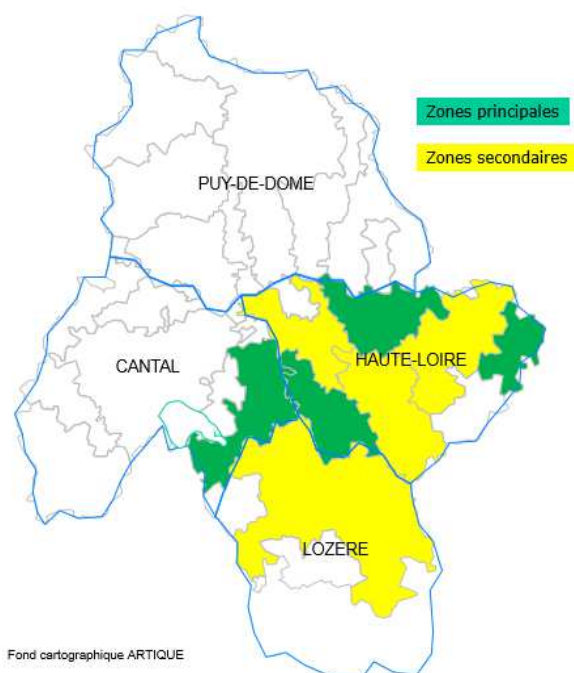 Zones principales
Zones secondaires
PUY-DE-DOME
CANTAL
HAUTE-LOIRE
LOZERE
Fond cartographique ARTIQUE